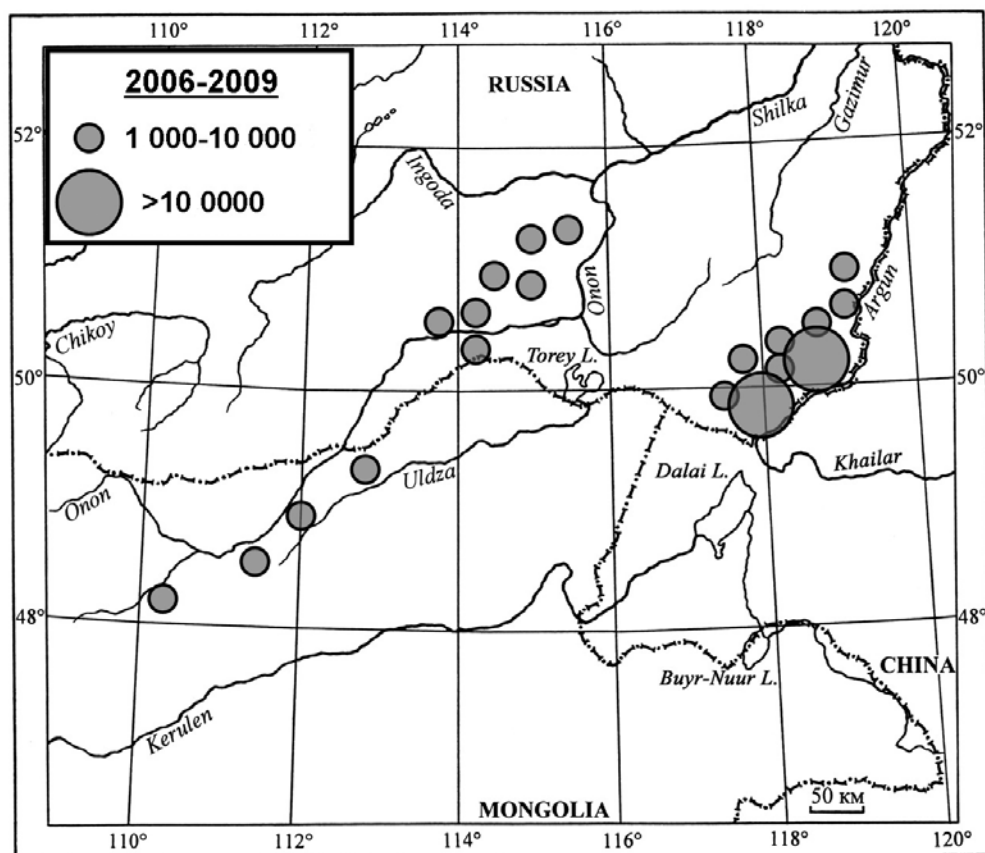 110° 112° 114° 116° 118° 120°
2006-2009
1 000-10 000
>10 0000
RUSSIA
Shilka
Gazimur
52° 52°
Ingoda
Onon
Argun
Chikoy
Torey L.
50° 50°
Uldza
Dalai L.
Khailar
Onon
48° 48°
Buyr-Nuur L.
CHINA
Kerulen
MONGOLIA
50 км
110° 112° 114° 116° 118° 120°